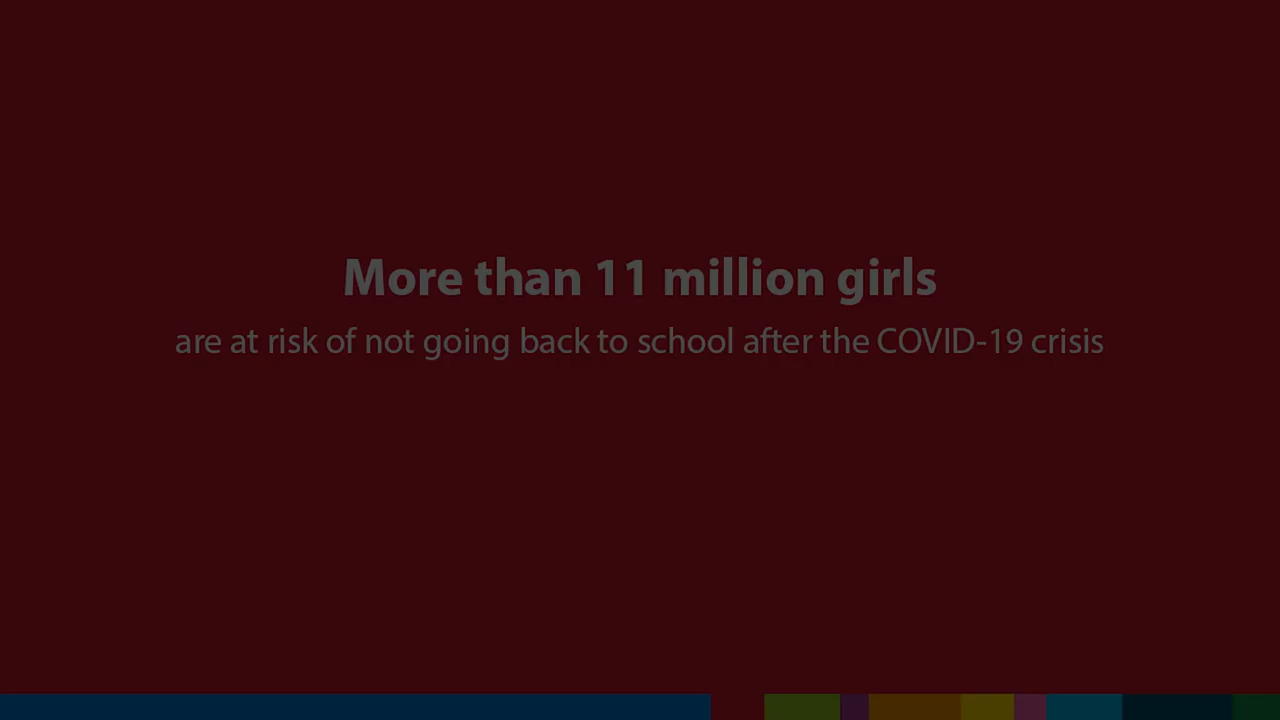 More than 11 million girls
are at risk of not going back to school after the COVID-19 crisis